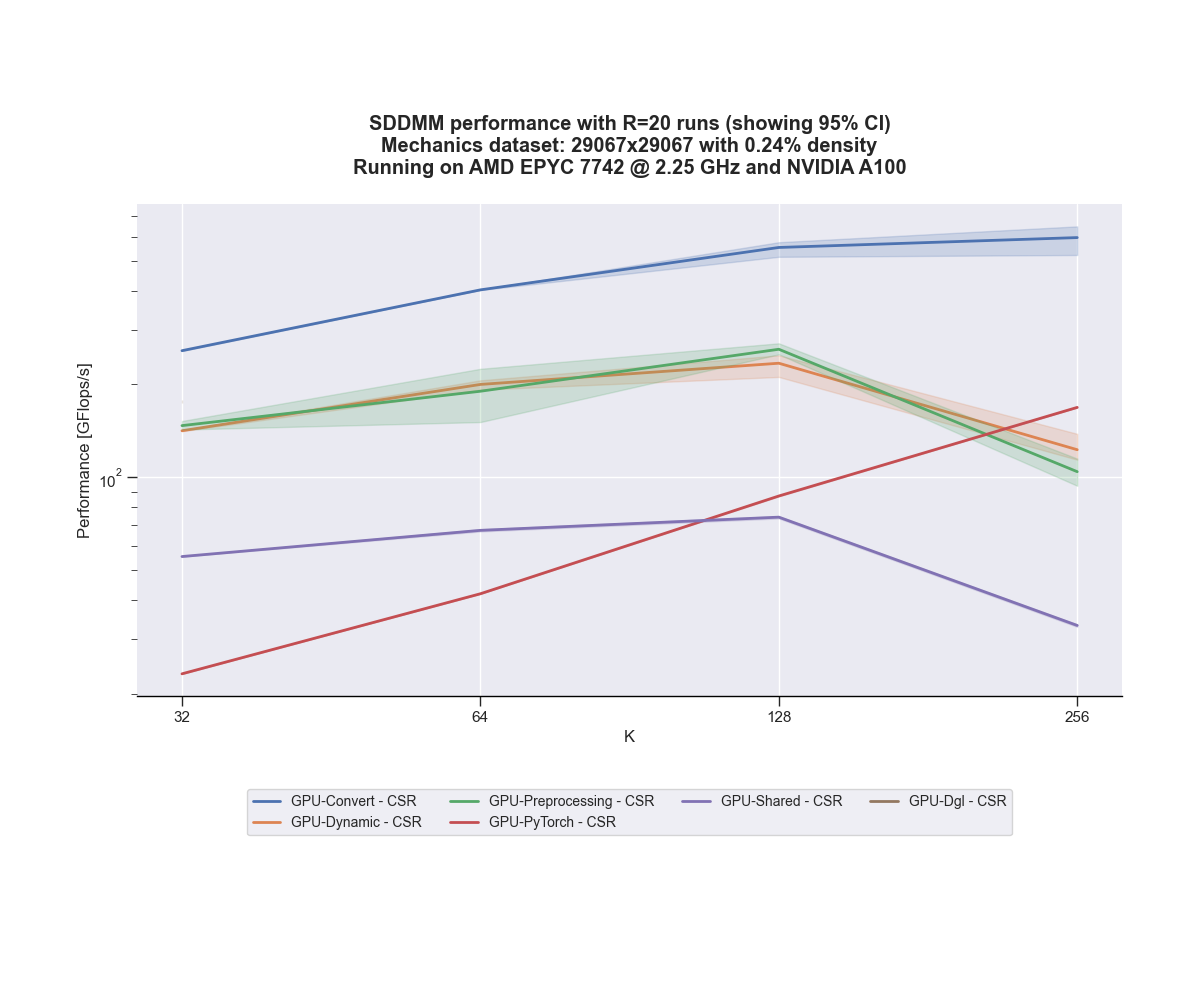 SDDMM performance with R=20 runs (showing 95% CI)
Mechanics dataset: 29067x29067 with 0.24% density
Running on AMD EPYC 7742 @ 2.25 GHz and NVIDIA A100
Performance [GFlops/s]
10²
32 64 128 256
K
GPU-Convert - CSR GPU-Preprocessing - CSR GPU-Shared - CSR GPU-Dgl - CSR
GPU-Dynamic - CSR GPU-PyTorch - CSR